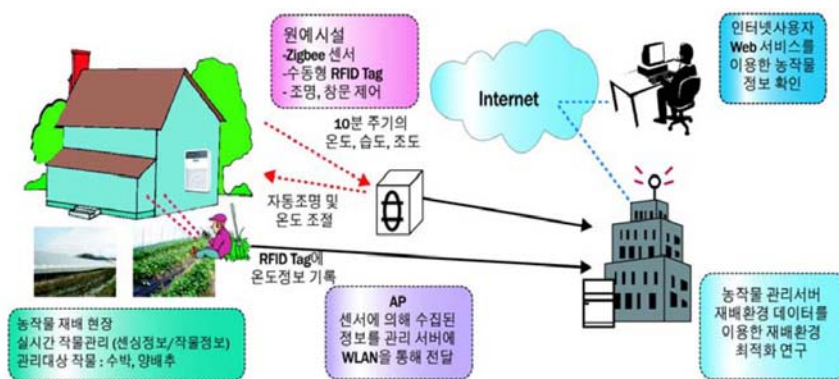 원예시설
-Zigbee 센서
-수동형 RFID Tag
-조명, 창문 제어
Internet
인터넷사용자
Web 서비스를
이용한 농작물
정보 확인
10분 주기의
온도, 습도, 조도
자동조명 및
온도 조절
RFID Tag에
온도정보 기록
농작물 재배 현장
실시간 작물관리 (센싱정보/작물정보)
관리대상 작물 : 수박, 양배추
AP
센서에 의해 수집된
정보를 관리 서버에
WLAN을 통해 전달
농작물 관리서버
재배환경 데이터를
이용한 재배환경
최적화 연구